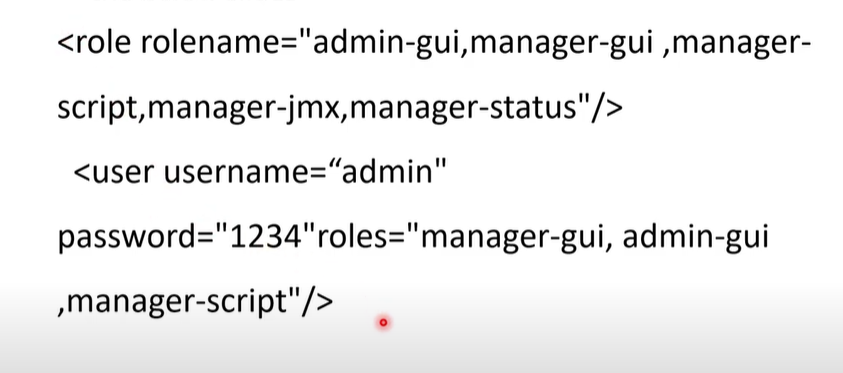 <role rolename="admin-gui,manager-gui ,manager-
script,manager-jmx,manager-status"/>
<user username=“admin"
password="1234"roles="manager-gui, admin-gui
,manager-script"/>